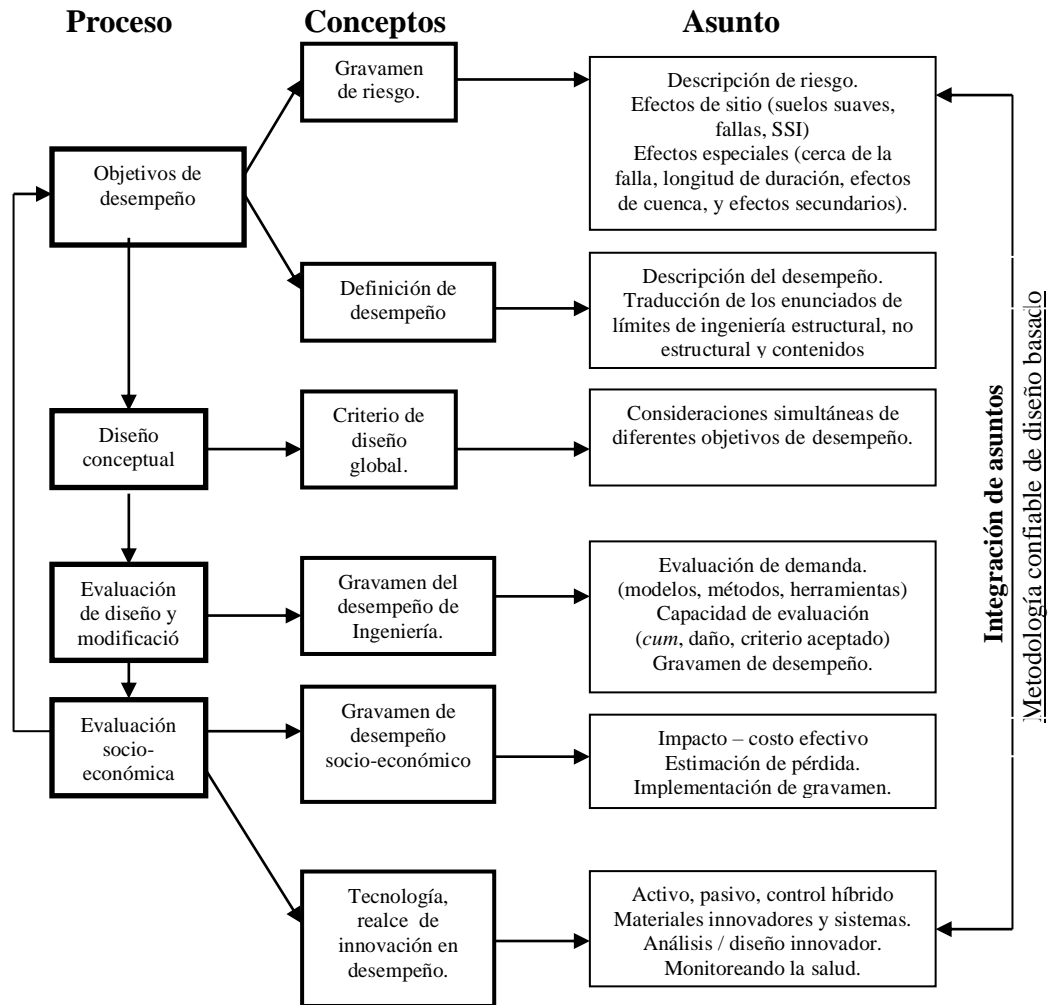 Proceso
Conceptos
Asunto
Gravamen
de riesgo.
Descripción de riesgo.
Efectos de sitio (suelos suaves,
fallas, SSI)
Efectos especiales (cerca de la
falla, longitud de duración, efectos
de cuenca, y efectos secundarios).
Objetivos de
desempeño
Definición de
desempeño
Descripción del desempeño.
Traducción de los enunciados de
límites de ingeniería estructural, no
estructural y contenidos
Diseño
conceptual
Criterio de
diseño
global.
Consideraciones simultáneas de
diferentes objetivos de desempeño.
Evaluación
de diseño y
modificació
Gravamen del
desempeño de
Ingeniería.
Evaluación de demanda.
(modelos, métodos, herramientas)
Capacidad de evaluación
(cum, daño, criterio aceptado)
Gravamen de desempeño.
Evaluación
socio-
económica
Gravamen de
desempeño
socio-económico
Impacto – costo efectivo
Estimación de pérdida.
Implementación de gravamen.
Tecnología,
realce de
innovación en
desempeño.
Activo, pasivo, control híbrido
Materiales innovadores y sistemas.
Análisis / diseño innovador.
Monitoreando la salud.
Integración de asuntos
Metodología confiable de diseño basado